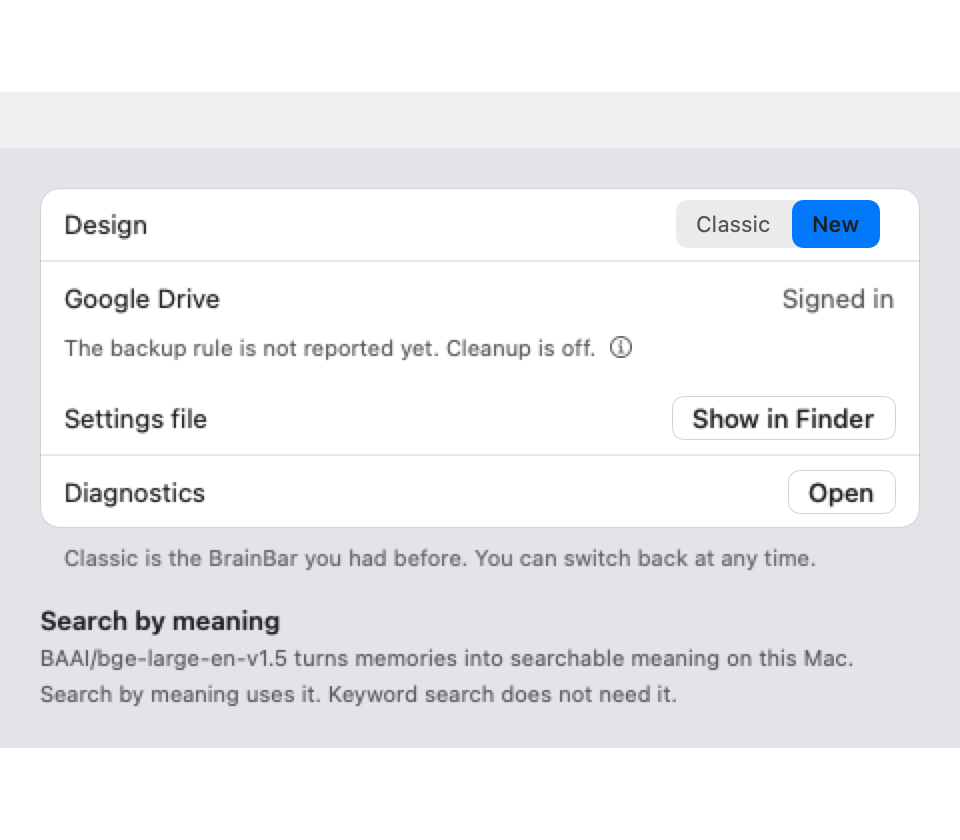 Design
Classic
New
Google Drive
Signed in
The backup rule is not reported yet. Cleanup is off.
Settings file
Show in Finder
Diagnostics
Open
Classic is the BrainBar you had before. You can switch back at any time.
Search by meaning
BAAI/bge-large-en-v1.5 turns memories into searchable meaning on this Mac.
Search by meaning uses it. Keyword search does not need it.